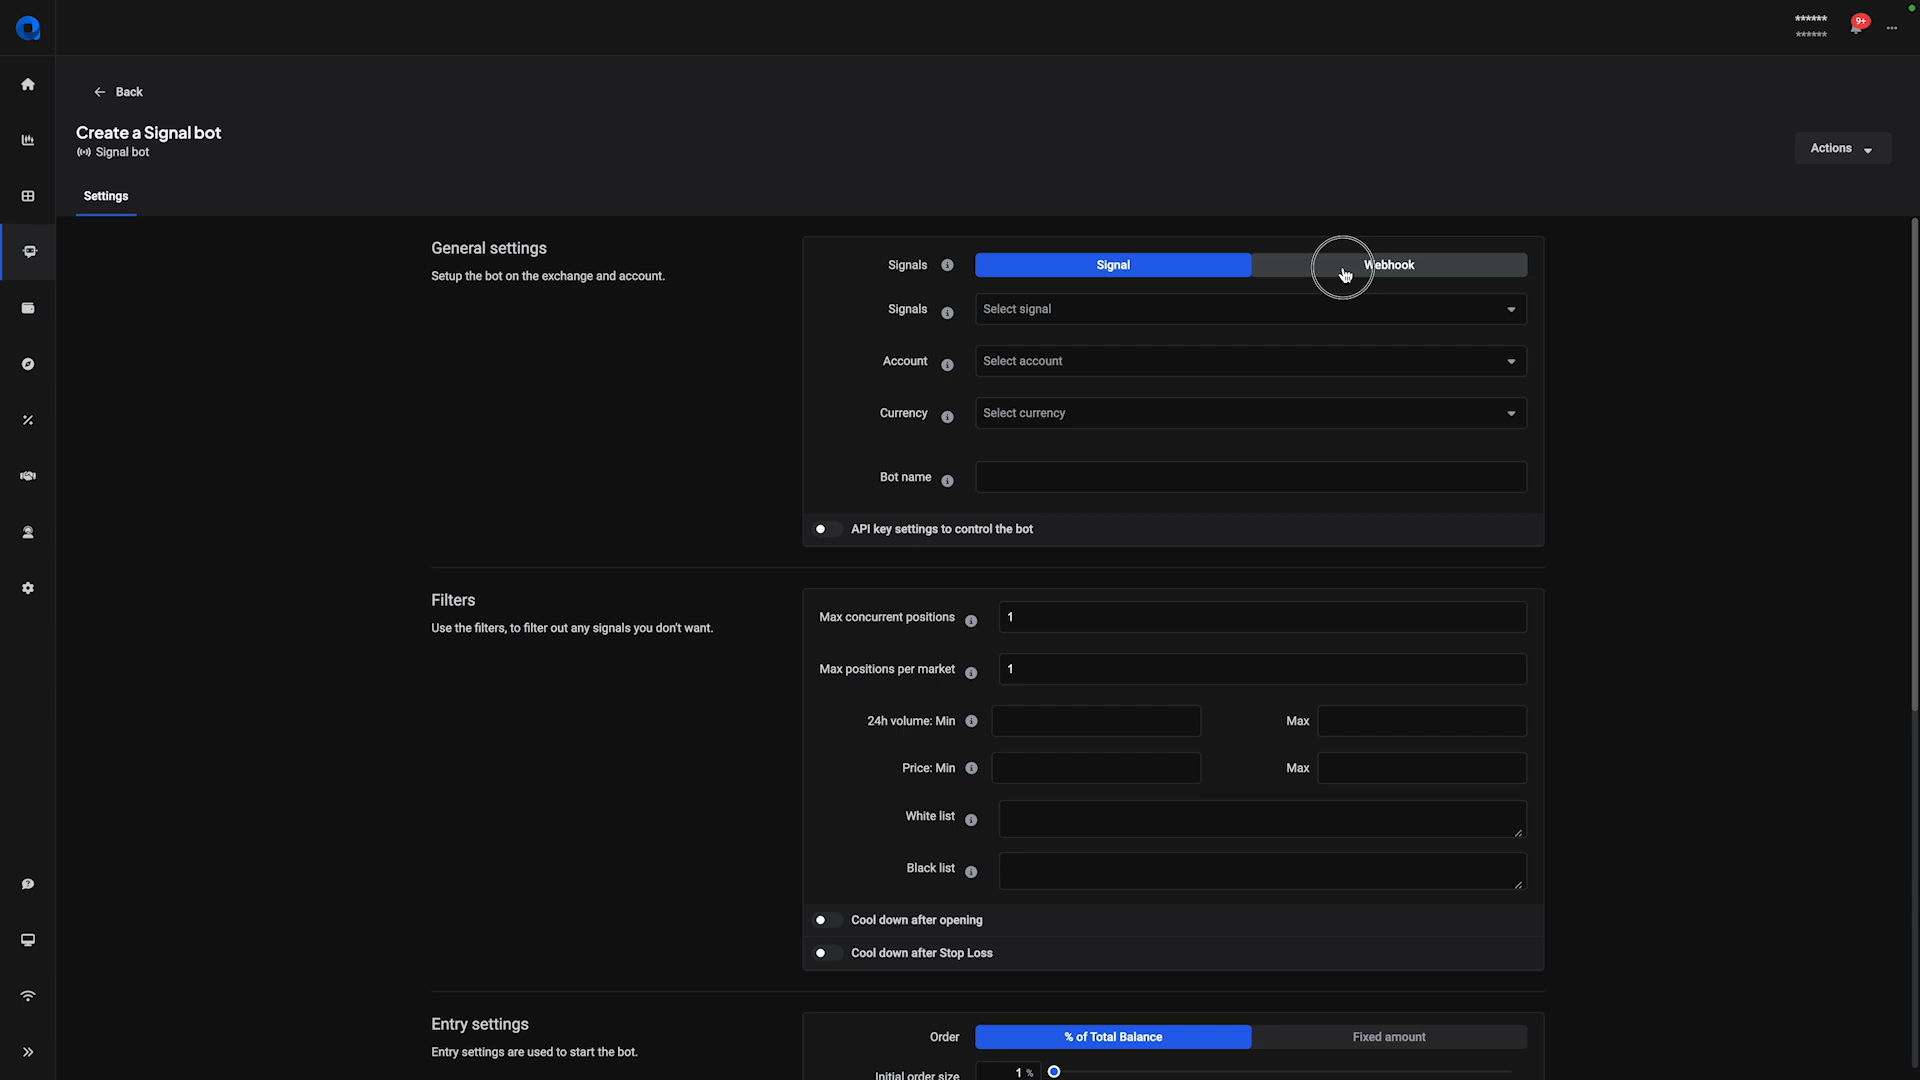 ******
******
9+
Back
Create a Signal bot
Signal bot
Actions
Settings
General settings
Setup the bot on the exchange and account.
Signals
Signal
Webhook
Signals
Select signal
Account
Select account
Currency
Select currency
Bot name
API key settings to control the bot
Filters
Use the filters, to filter out any signals you don't want.
Max concurrent positions
1
Max positions per market
1
24h volume: Min
Max
Price: Min
Max
White list
Black list
Cool down after opening
Cool down after Stop Loss
Entry settings
Entry settings are used to start the bot.
Order
% of Total Balance
Fixed amount
Initial order size
1 %